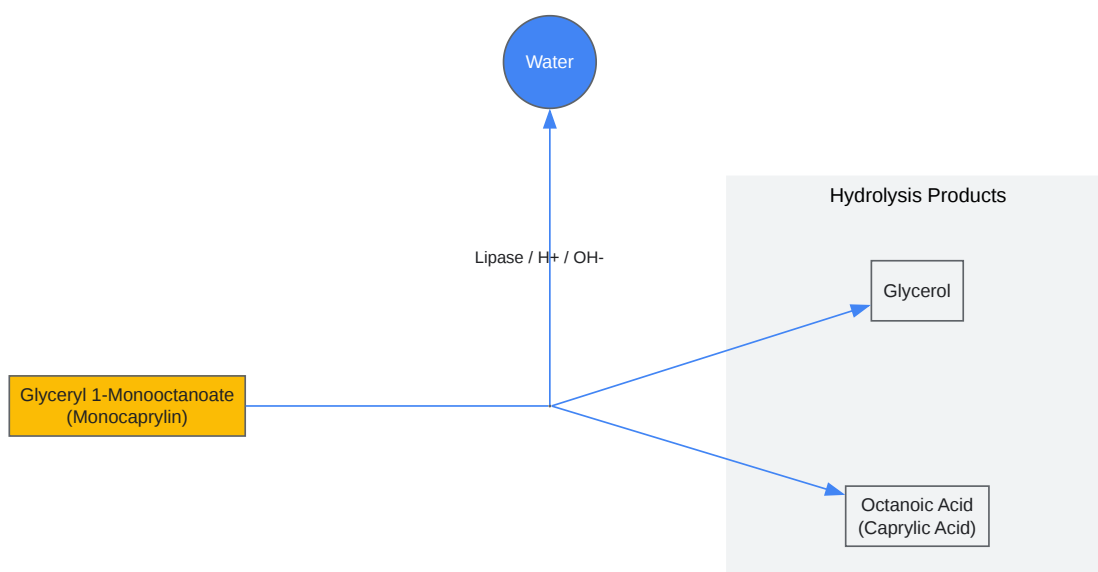 Water
Hydrolysis Products
Lipase / H+ / OH-
Glycerol
Glyceryl 1-Monooctanoate
(Monocaprylin)
Octanoic Acid
(Caprylic Acid)